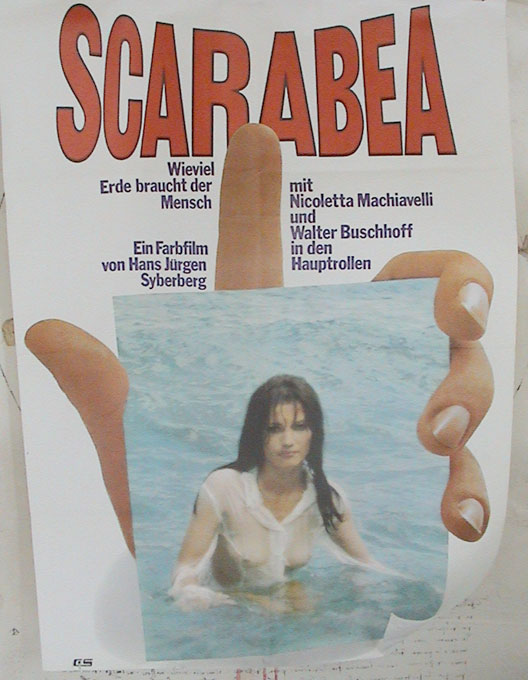 SCARABEA
Wieviel
Erde braucht der
Mensch
mit
Nicoletta Machiavelli
und
Walter Buschhoff
in den
Hauptrollen
Ein Farbfilm
von Hans Jürgen
Syberberg